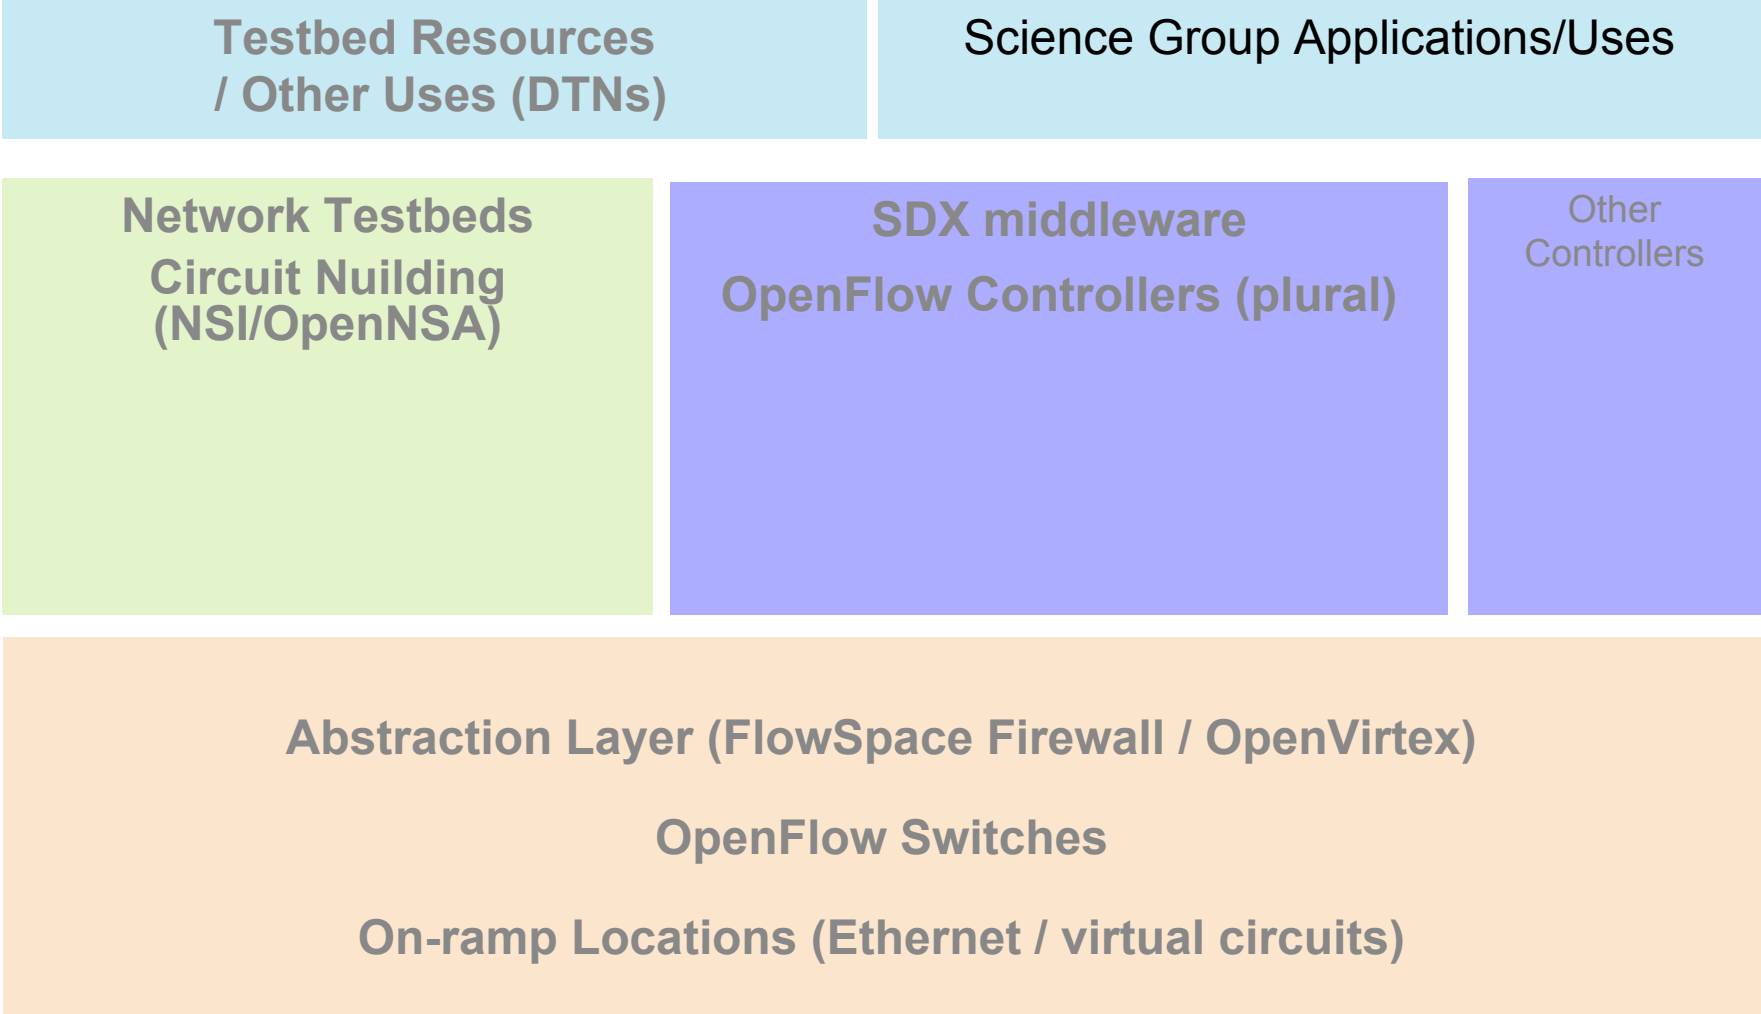 Testbed Resources
/ Other Uses (DTNs)
Science Group Applications/Uses
Network Testbeds
Circuit Nuilding
(NSI/OpenNSA)
SDX middleware
OpenFlow Controllers (plural)
Other
Controllers
Abstraction Layer (FlowSpace Firewall / OpenVirtex)
OpenFlow Switches
On-ramp Locations (Ethernet / virtual circuits)